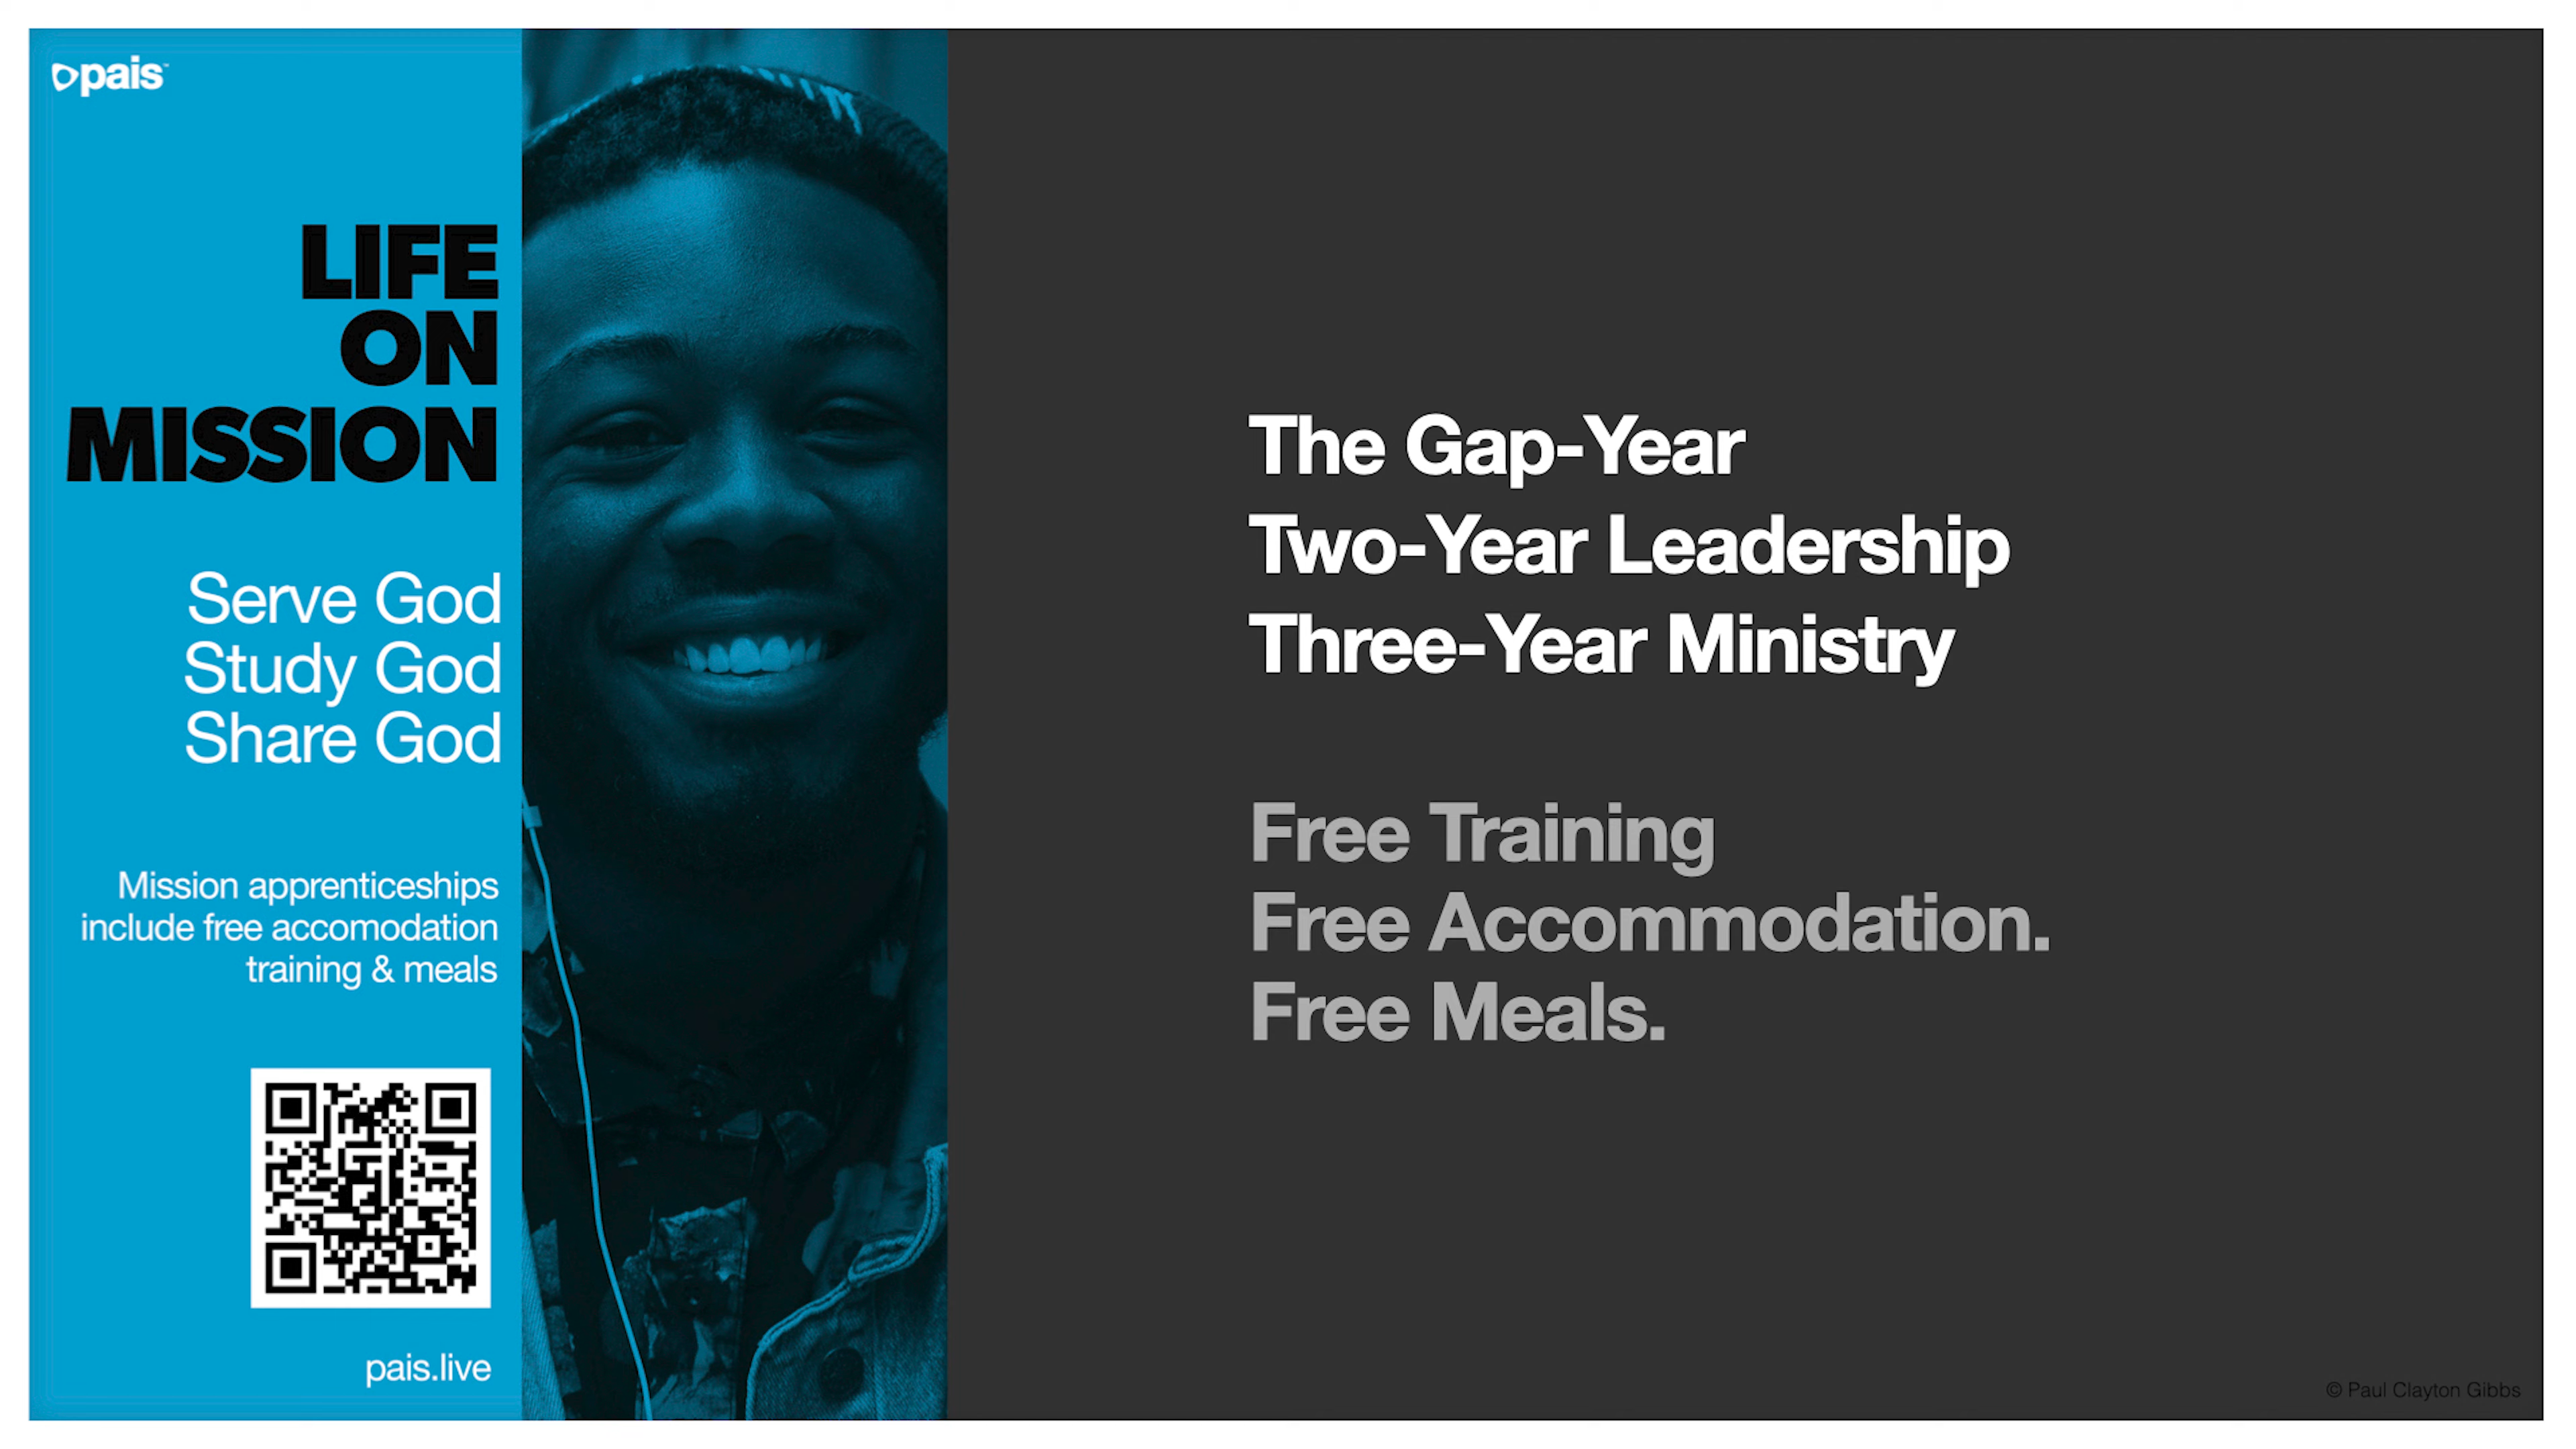 pais™
LIFE
ON
MISSION
Serve God
Study God
Share God
Mission apprenticeships
include free accomodation
training & meals
pais.live
The Gap-Year
Two-Year Leadership
Three-Year Ministry
Free Training
Free Accommodation.
Free Meals.
© Paul Clayton Gibbs